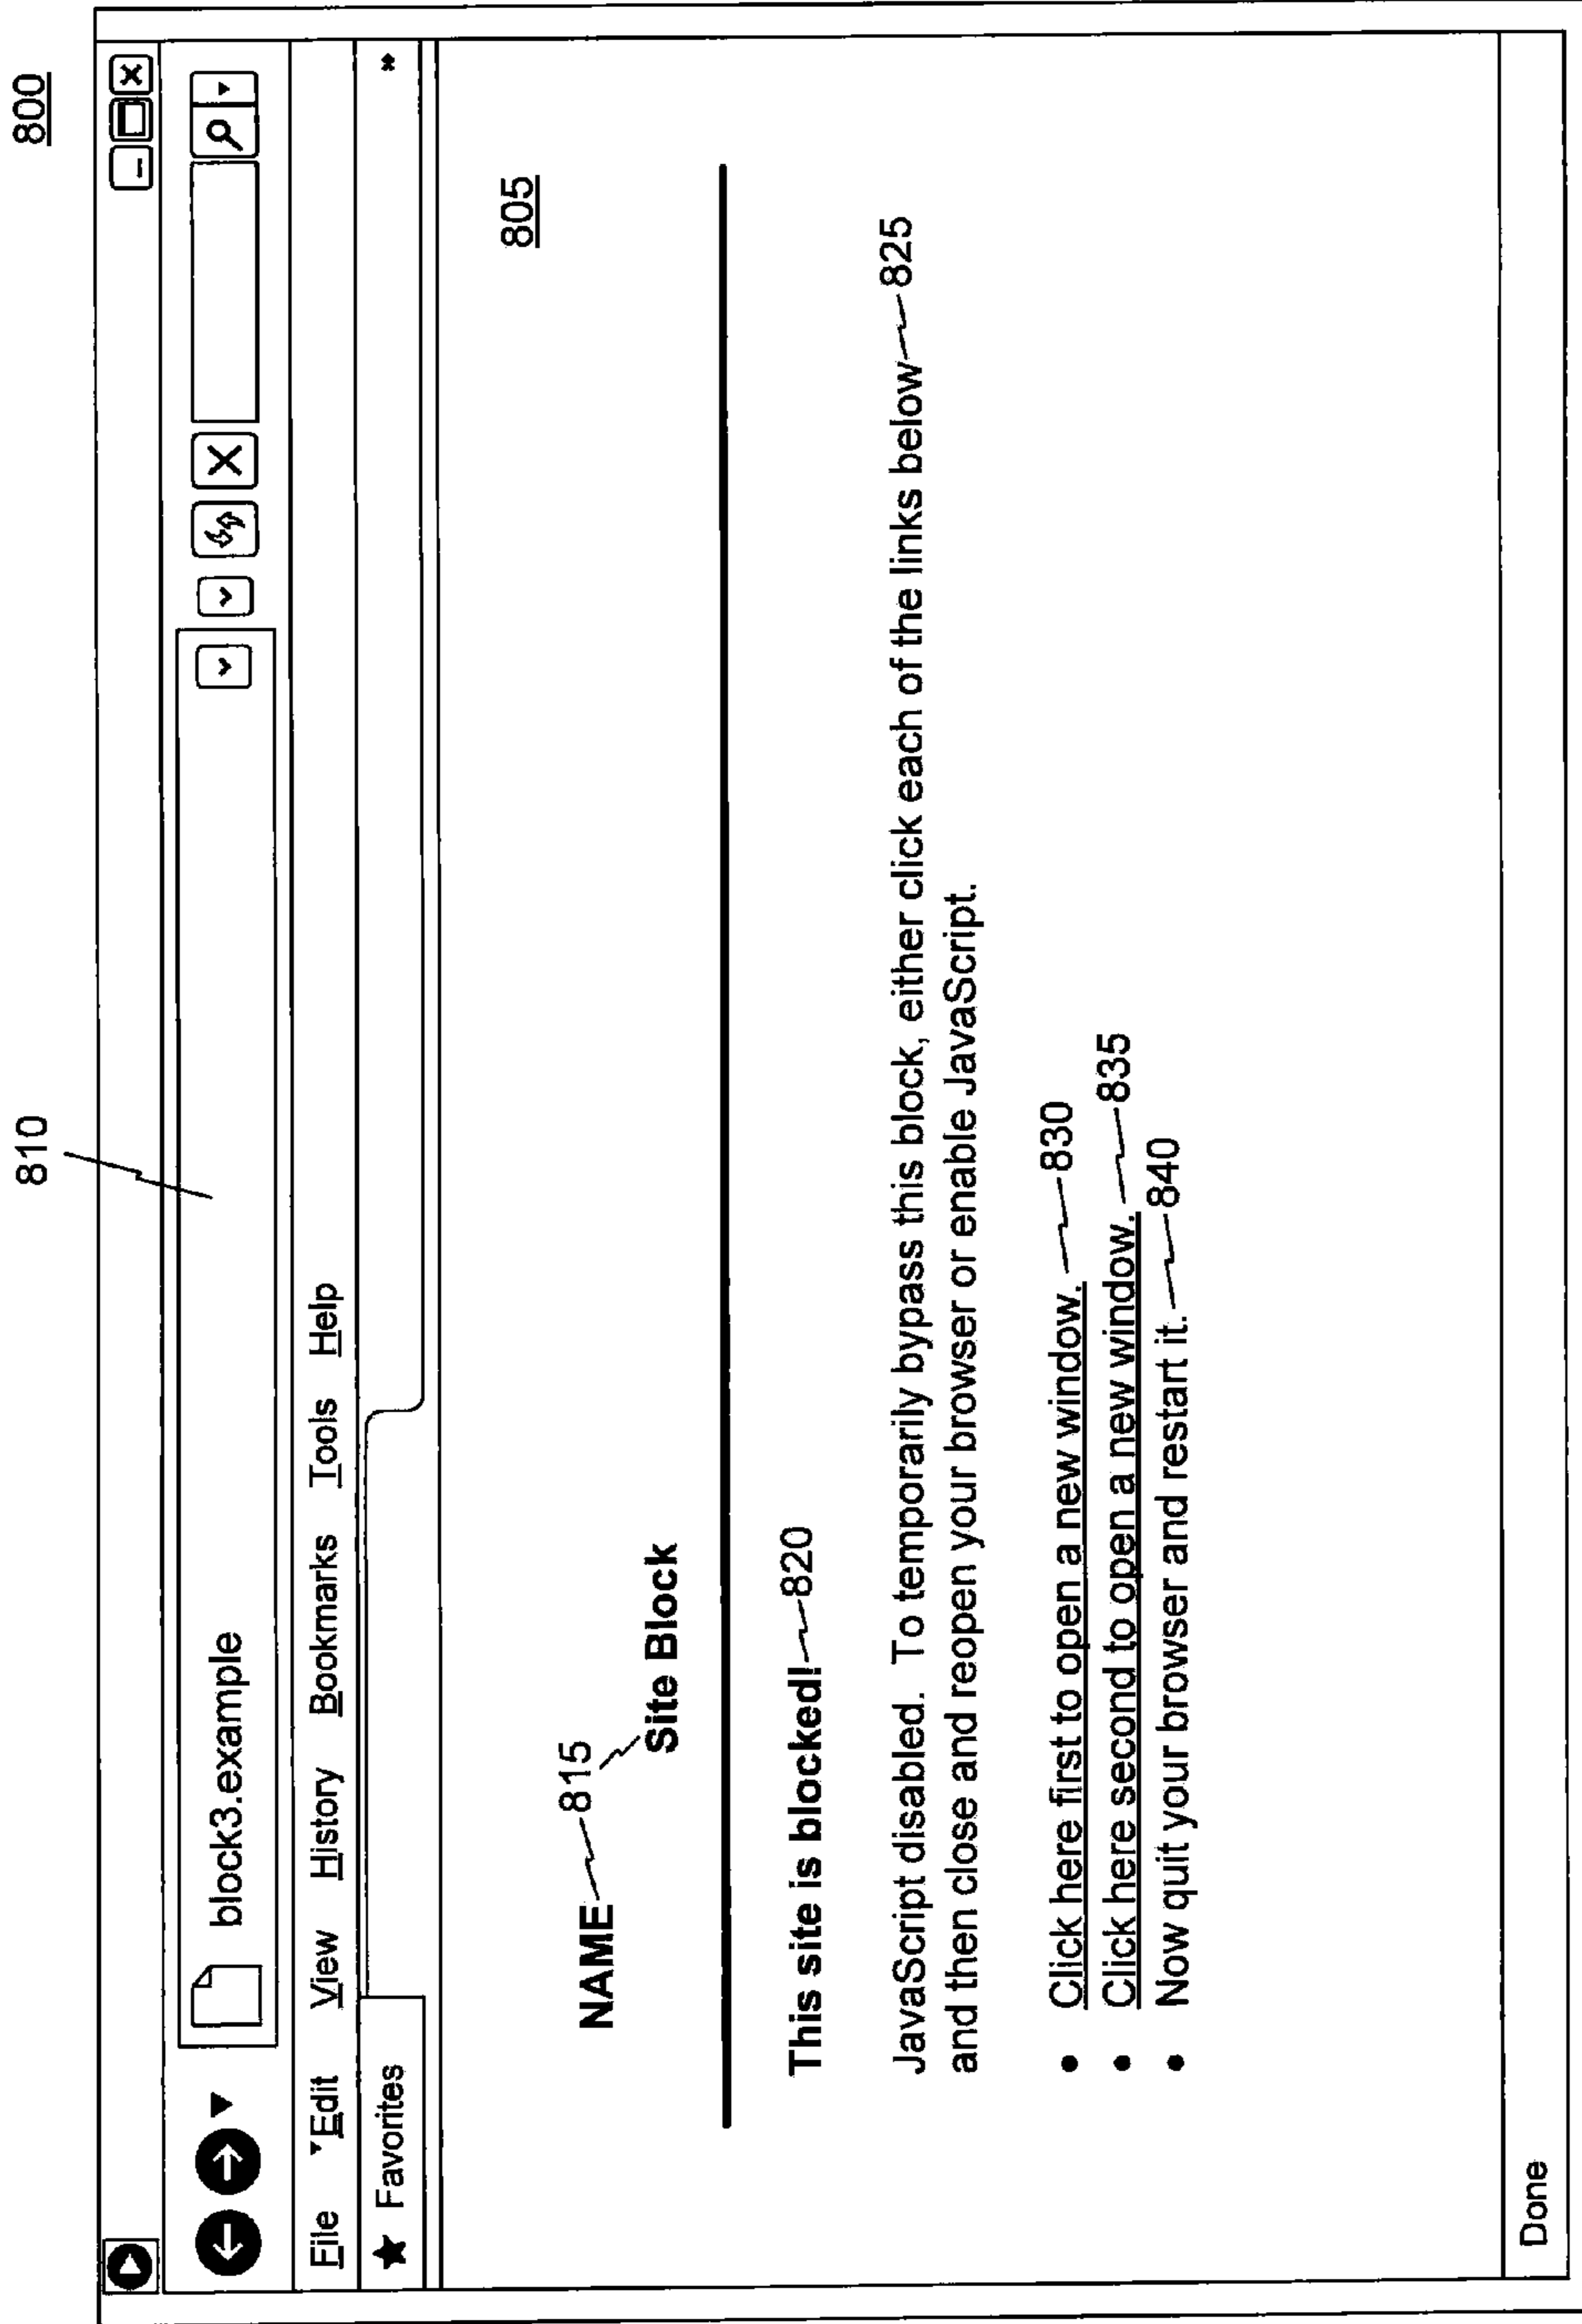 800
810
block3.example
File Edit View History Bookmarks Tools Help
Favorites
805
NAME 815
Site Block
This site is blocked! 820
JavaScript disabled. To temporarily bypass this block, either click each of the links below 825
and then close and reopen your browser or enable JavaScript.
• Click here first to open a new window. 830
• Click here second to open a new window. 835
• Now quit your browser and restart it. 840
Done